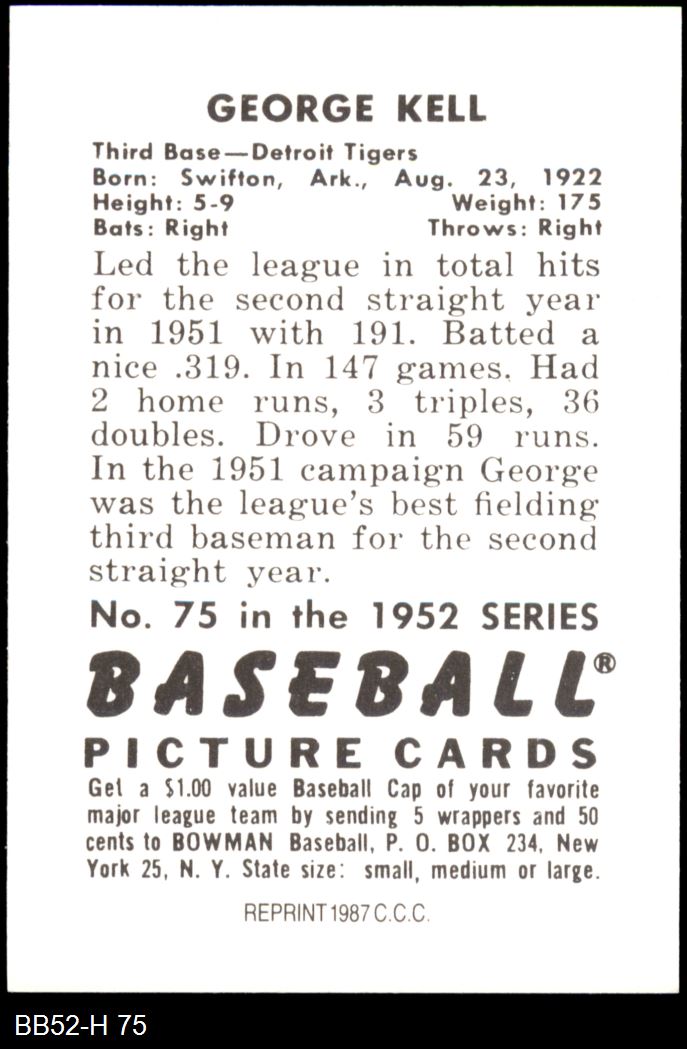 GEORGE KELL
Third Base—Detroit Tigers
Born: Swifton, Ark., Aug. 23, 1922
Height: 5-9 Weight: 175
Bats: Right Throws: Right
Led the league in total hits
for the second straight year
in 1951 with 191. Batted a
nice .319. In 147 games. Had
2 home runs, 3 triples, 36
doubles. Drove in 59 runs.
In the 1951 campaign George
was the league's best fielding
third baseman for the second
straight year.
No. 75 in the 1952 SERIES
BASEBALL®
PICTURE CARDS
Get a $1.00 value Baseball Cap of your favorite
major league team by sending 5 wrappers and 50
cents to BOWMAN Baseball, P. O. BOX 234, New
York 25, N. Y. State size: small, medium or large.
REPRINT 1987 C.C.C.
BB52-H 75